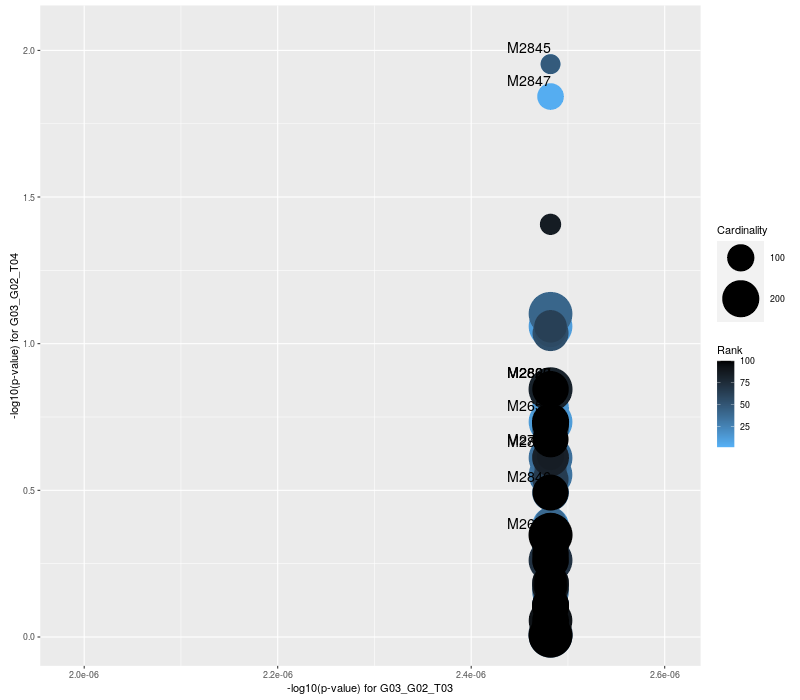 2.0
1.5
1.0
0.5
0.0
-log10(p-value) for G03_G02_T04
M2845
M2847
2.0e-06
2.2e-06
2.4e-06
2.6e-06
-log10(p-value) for G03_G02_T03
Cardinality
100
200
Rank
100
75
50
25